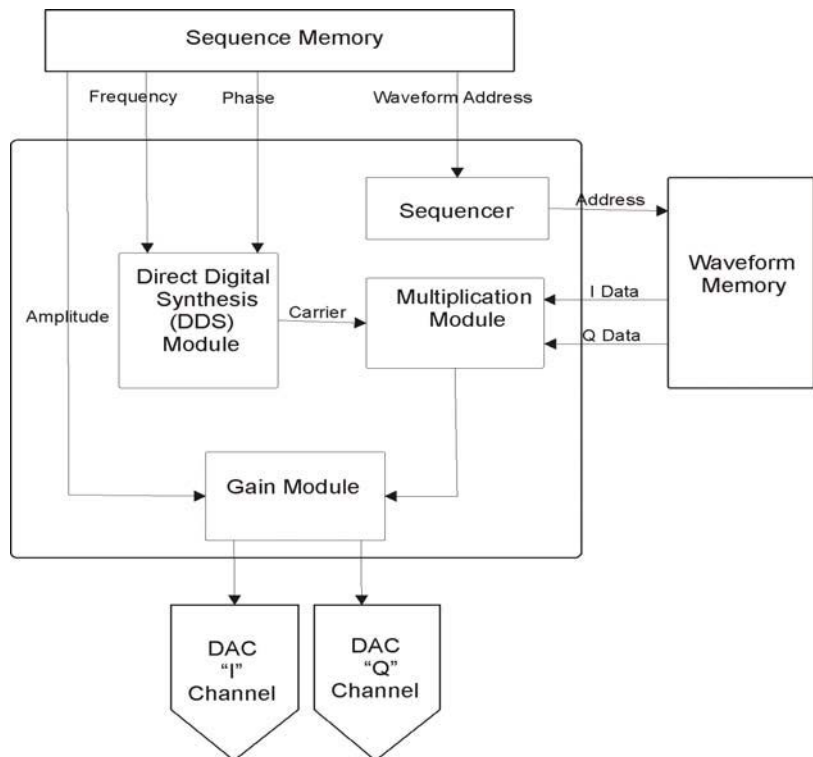 Sequence Memory
Frequency
Phase
Waveform Address
Sequencer
Address
Waveform
Memory
Direct Digital
Synthesis
(DDS)
Module
Multiplication
Module
I Data
Amplitude
Carrier
Q Data
Gain Module
DAC
"I"
Channel
DAC
"Q"
Channel